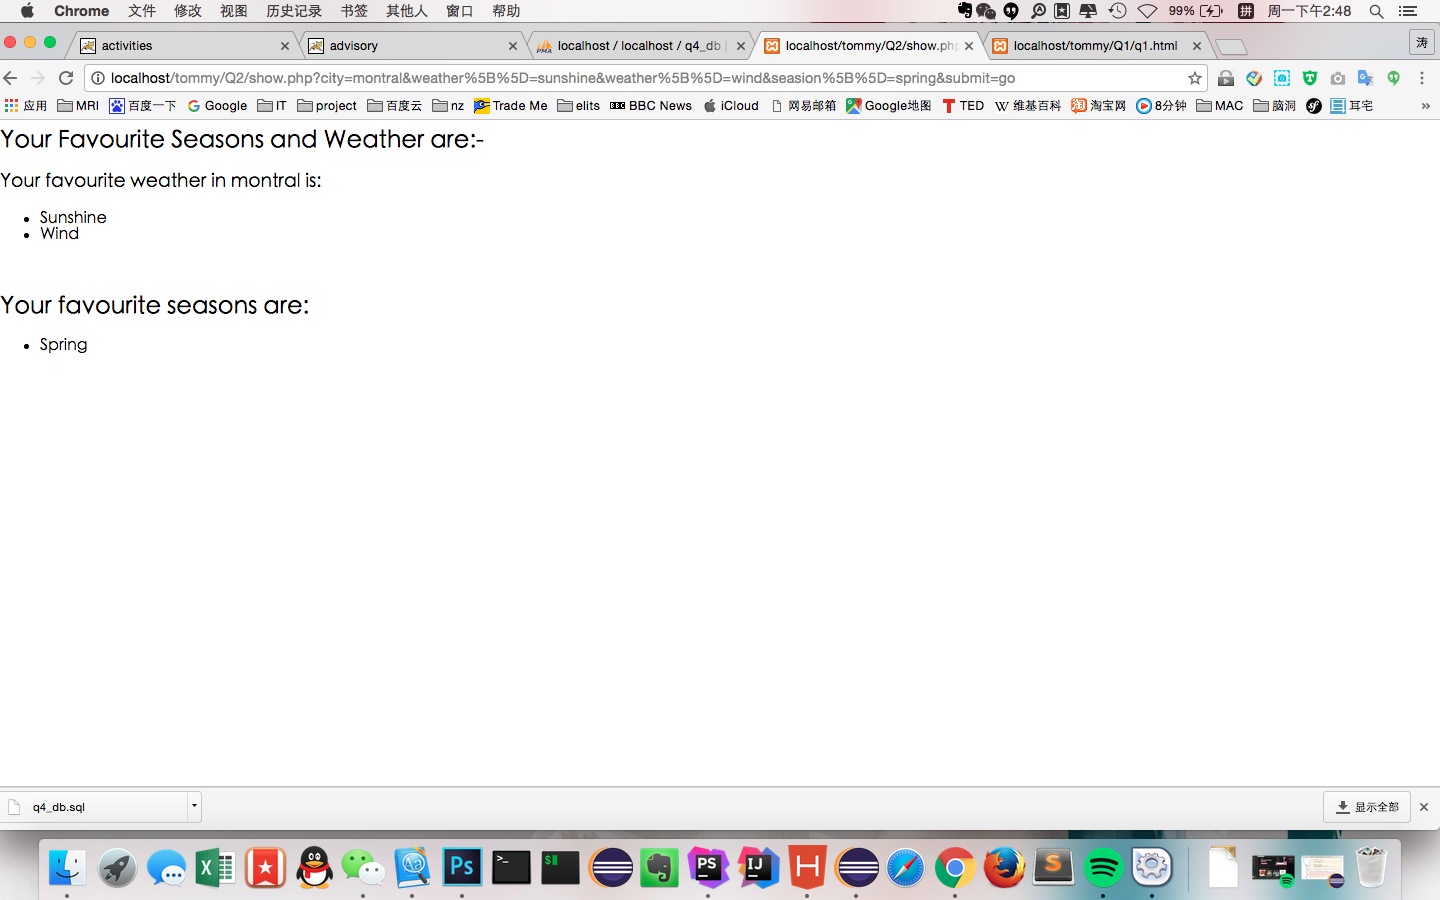 Chrome 文件 修改 视图 历史记录 书签 其他人 窗口 帮助 99% 拼 周一下午2:48
activities advisory localhost / localhost / q4_db localhost/tommy/Q2/show.php localhost/tommy/Q1/q1.html 涛
localhost/tommy/Q2/show.php?city=montral&weather%5B%5D=sunshine&weather%5B%5D=wind&seasion%5B%5D=spring&submit=go
应用 MRI 百度一下 Google IT project 百度云 nz Trade Me elits BBC BBC News iCloud 网易邮箱 Google地图 TED W 维基百科 淘 淘宝网 8分钟 MAC 脑洞 耳宅 »
Your Favourite Seasons and Weather are:-
Your favourite weather in montral is:
Sunshine
Wind
Your favourite seasons are:
Spring
q4_db.sql 显示全部